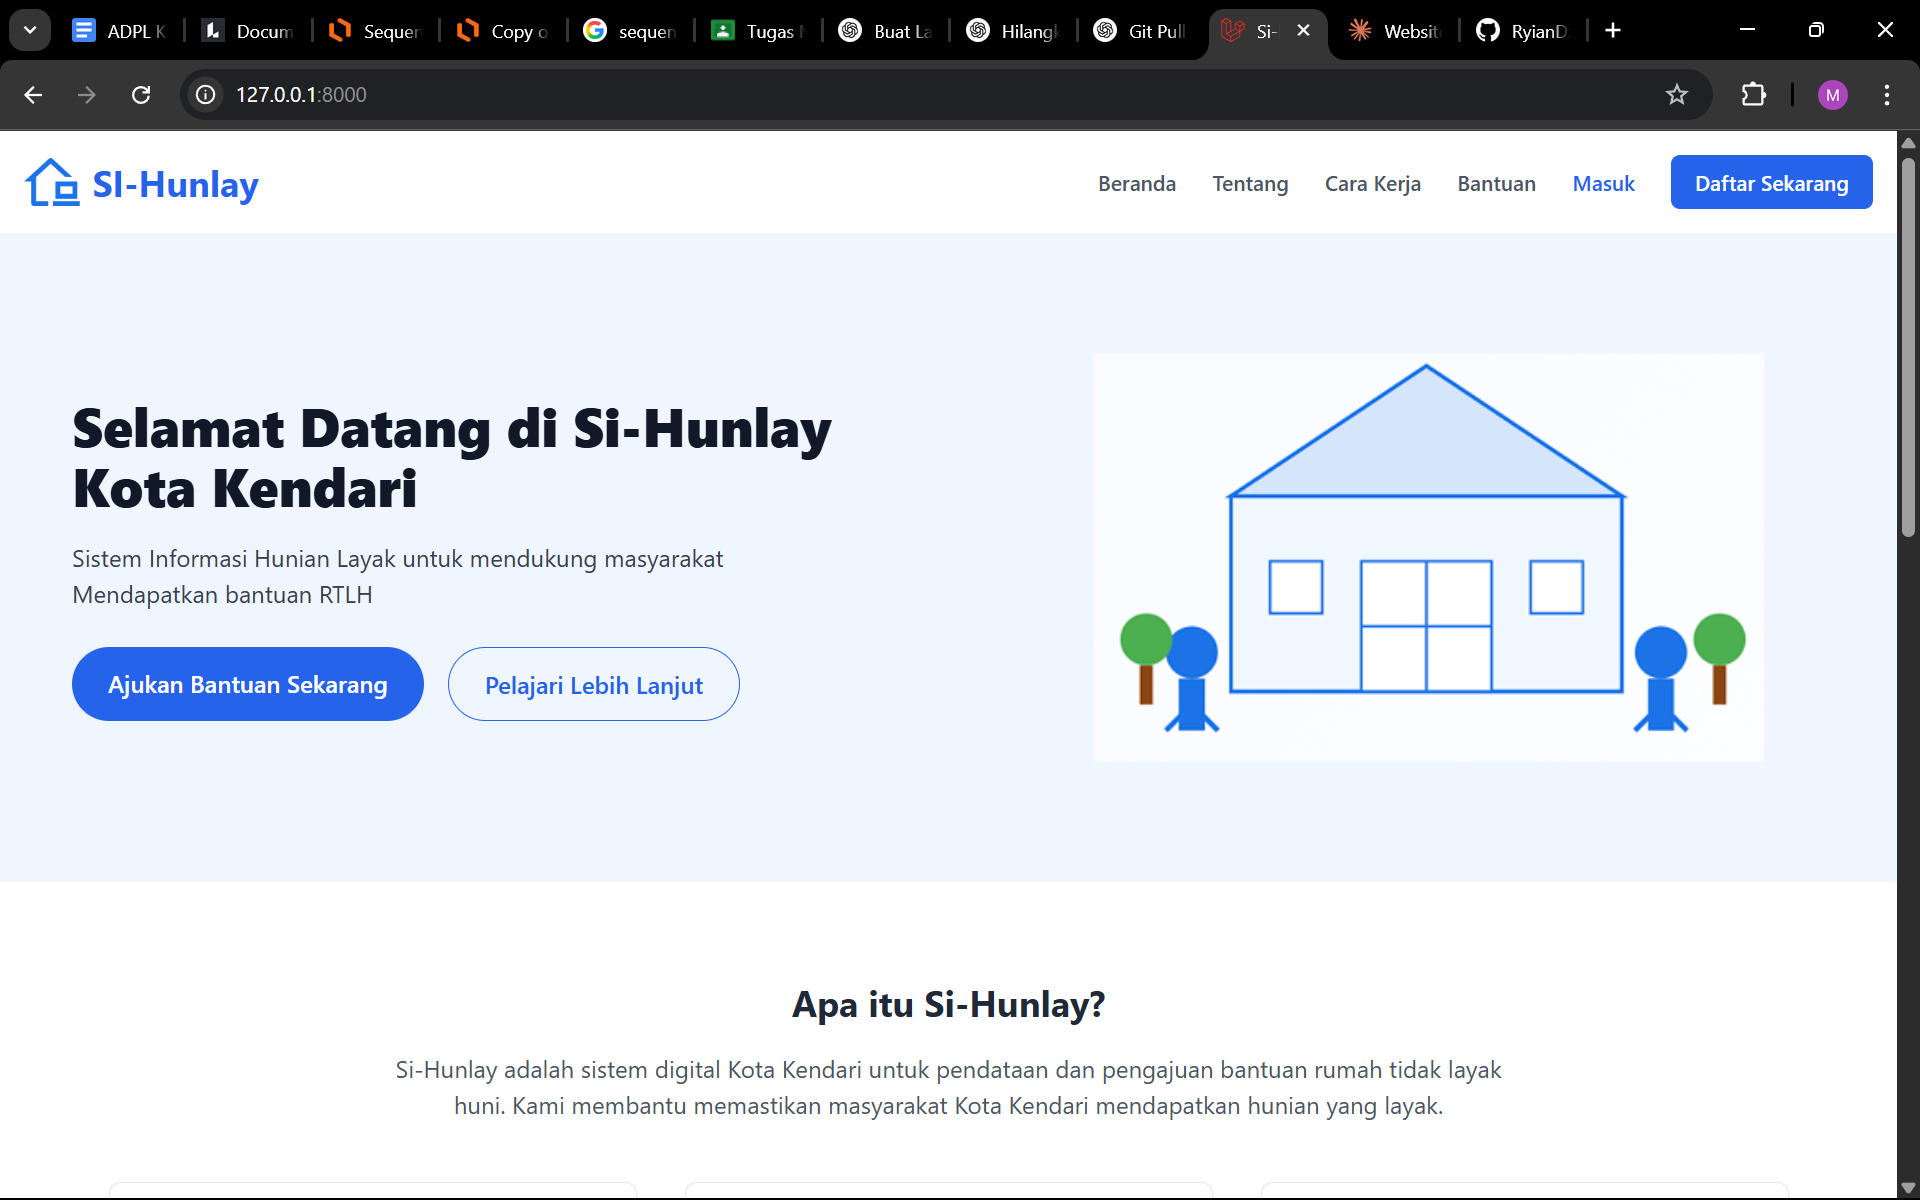 ADPL K
Docum
Sequen
Copy o
sequen
Tugas
Buat La
Hilangk
Git Pull
Si-
Websit
RyianD
127.0.0.1:8000
M
SI-Hunlay
Beranda
Tentang
Cara Kerja
Bantuan
Masuk
Daftar Sekarang
Selamat Datang di Si-Hunlay
Kota Kendari
Sistem Informasi Hunian Layak untuk mendukung masyarakat
Mendapatkan bantuan RTLH
Ajukan Bantuan Sekarang
Pelajari Lebih Lanjut
Apa itu Si-Hunlay?
Si-Hunlay adalah sistem digital Kota Kendari untuk pendataan dan pengajuan bantuan rumah tidak layak
huni. Kami membantu memastikan masyarakat Kota Kendari mendapatkan hunian yang layak.